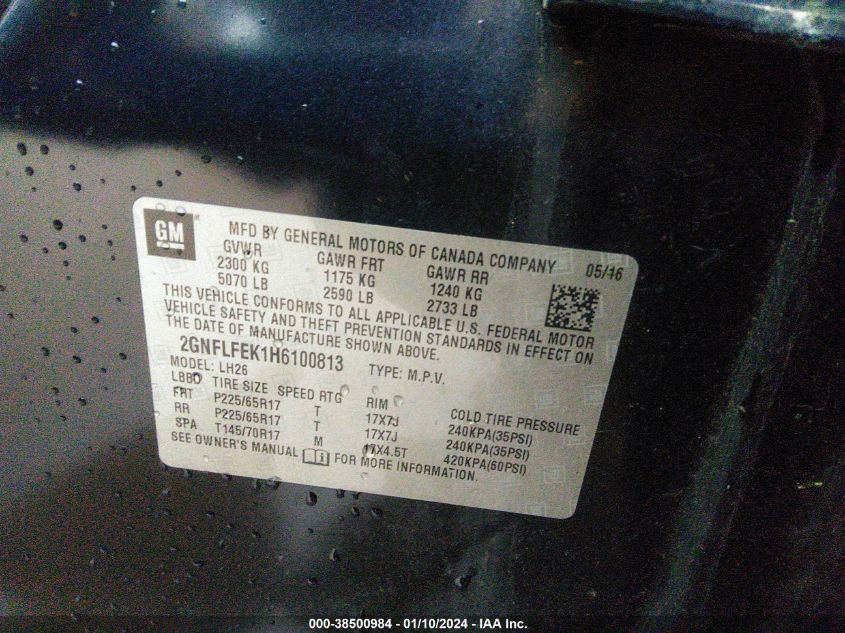 GM
MFD BY GENERAL MOTORS OF CANADA COMPANY 05/16
GVWR GAWR FRT GAWR RR
2300 KG 1175 KG 1240 KG
5070 LB 2590 LB 2733 LB
THIS VEHICLE CONFORMS TO ALL APPLICABLE U.S. FEDERAL MOTOR
VEHICLE SAFETY AND THEFT PREVENTION STANDARDS IN EFFECT ON
THE DATE OF MANUFACTURE SHOWN ABOVE.
2GNFLFEK1H6100813 TYPE: M.P.V.
MODEL: LH26
LBBO TIRE SIZE SPEED RTG RIM COLD TIRE PRESSURE
FRT P225/65R17 T 17X7J 240KPA(35PSI)
RR P225/65R17 T 17X7J 240KPA(35PSI)
SPA T145/70R17 M 17X4.5T 420KPA(60PSI)
SEE OWNER'S MANUAL FOR MORE INFORMATION.
000-38500984 - 01/10/2024 - IAA Inc.